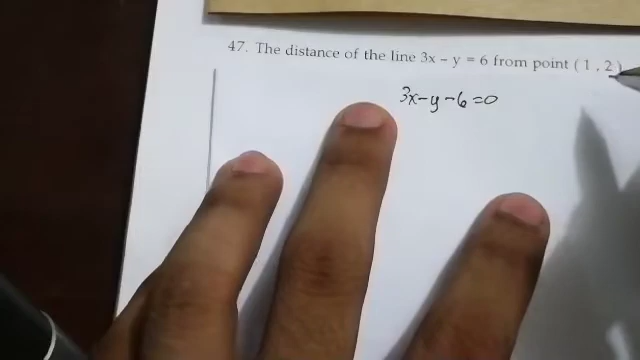 47. The distance of the line 3x - y = 6 from point (1, 2)
3x-y-6=0